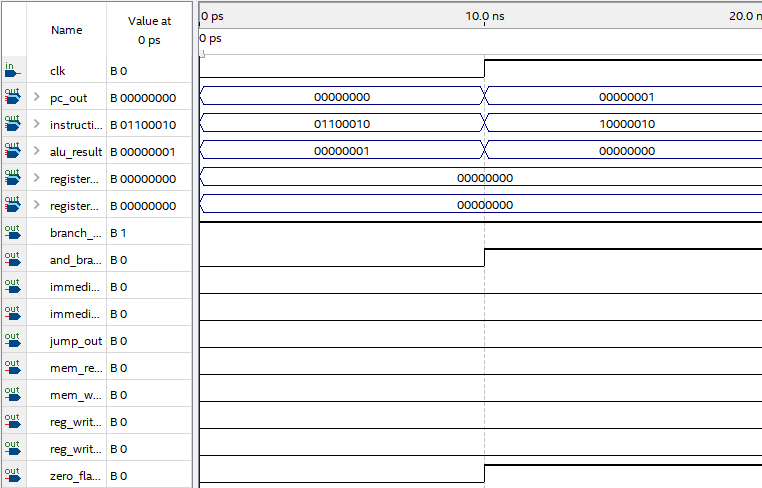 Name
Value at
0 ps
0 ps
10.0 ns
20.0 n
0 ps
in
clk
B 0
out
pc_out
B 00000000
00000000
00000001
out
instructi...
B 01100010
01100010
10000010
out
alu_result
B 00000001
00000001
00000000
out
register...
B 00000000
00000000
out
register...
B 00000000
00000000
out
branch_...
B 1
out
and_bra...
B 0
out
immedi...
B 0
out
immedi...
B 0
out
jump_out
B 0
out
mem_re...
B 0
out
mem_w...
B 0
out
reg_writ...
B 0
out
reg_writ...
B 0
out
zero_fla...
B 0